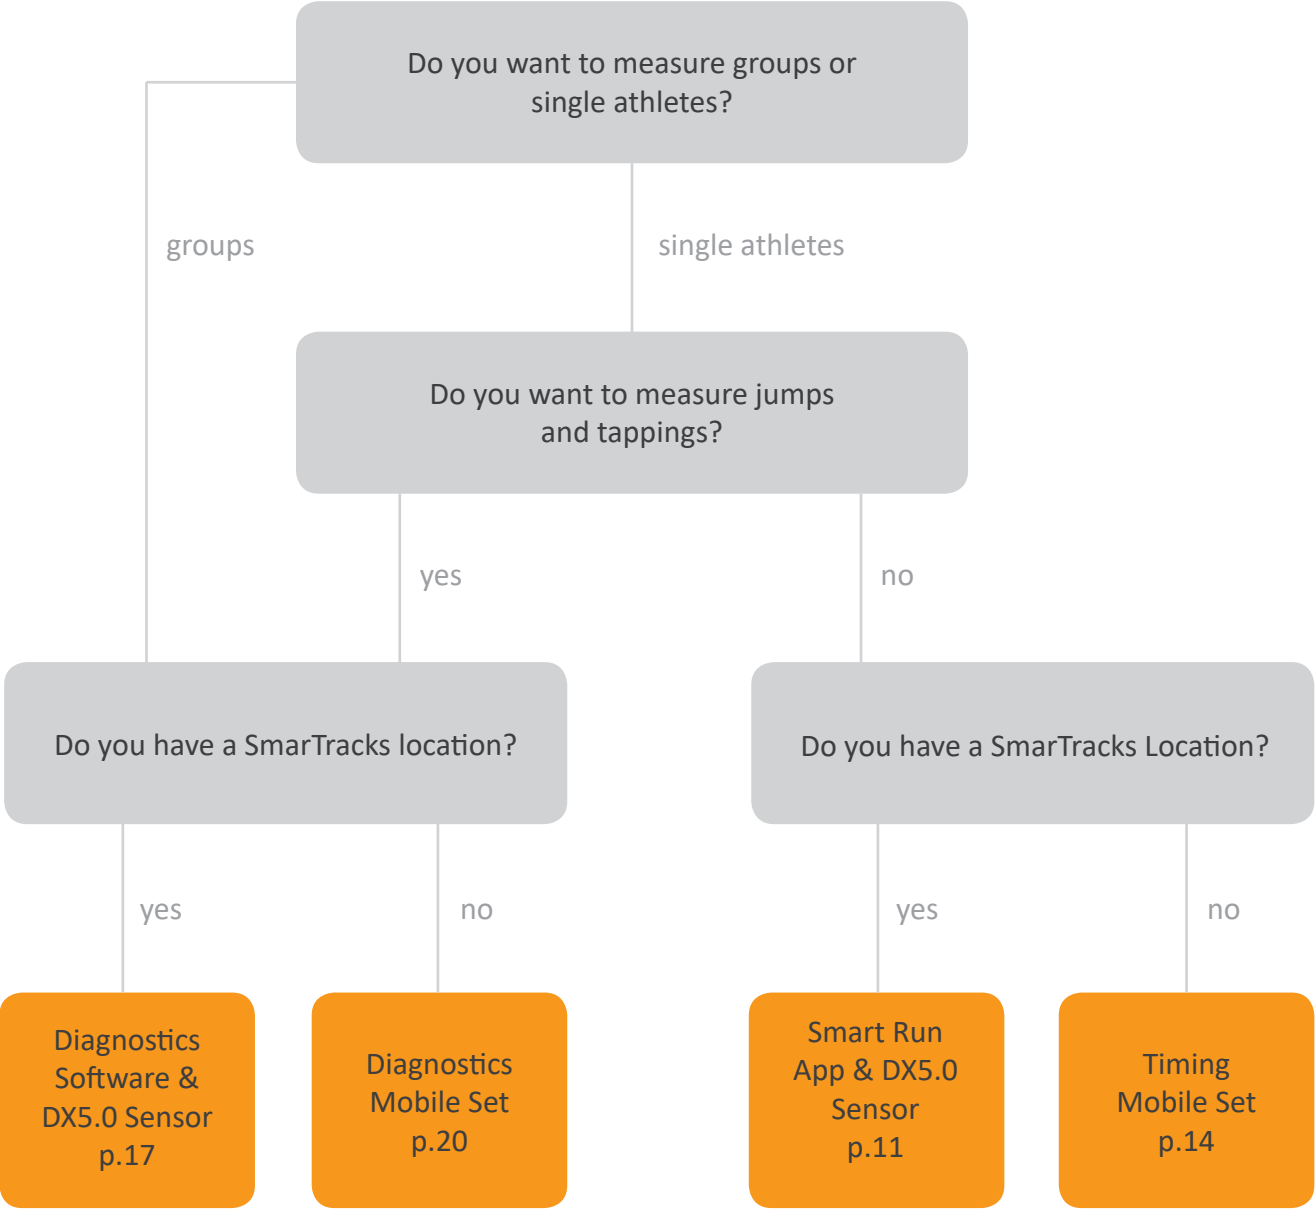 Do you want to measure groups or
single athletes?
groups
single athletes
Do you want to measure jumps
and tappings?
yes
no
Do you have a SmarTracks location?
Do you have a SmarTracks Location?
yes
no
yes
no
Diagnostics
Software &
DX5.0 Sensor
p.17
Diagnostics
Mobile Set
p.20
Smart Run
App & DX5.0
Sensor
p.11
Timing
Mobile Set
p.14